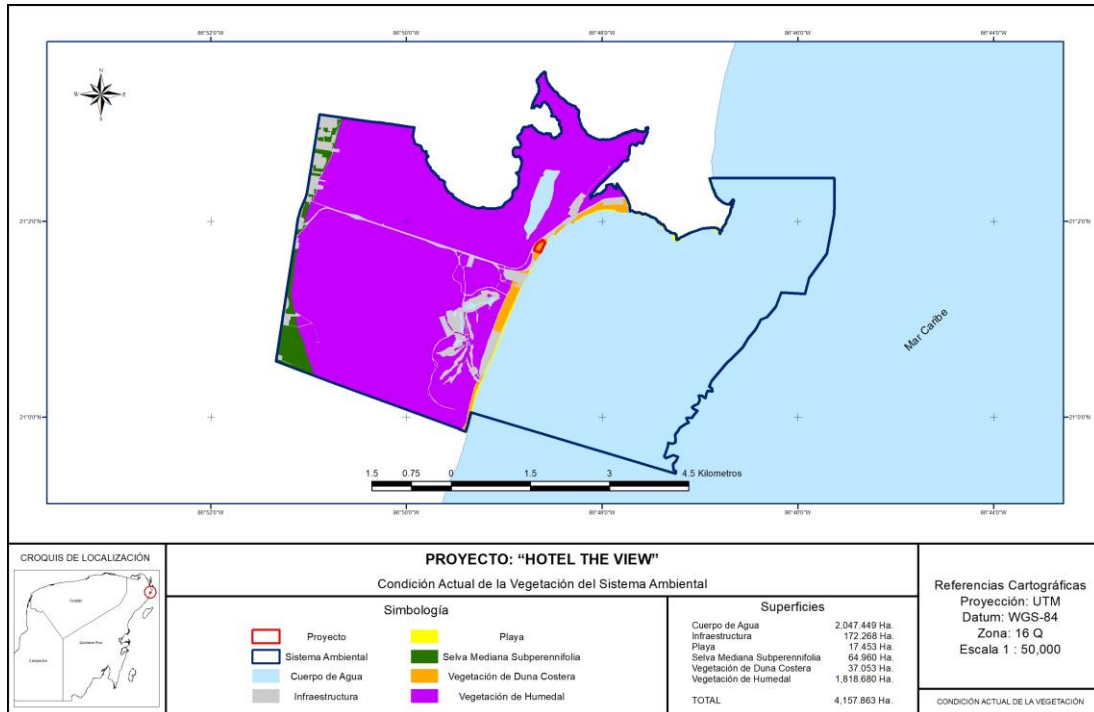 86°52'0"W 86°50'0"W 86°48'0"W 86°46'0"W 86°44'0"W
N
W E
S
21°2'0"N 21°2'0"N
Mar Caribe
21°0'0"N 21°0'0"N
1.5 0.75 0 1.5 3 4.5 Kilometros
86°52'0"W 86°50'0"W 86°48'0"W 86°46'0"W 86°44'0"W
CROQUIS DE LOCALIZACIÓN
Yucatán
Quintana Roo
Campeche
PROYECTO: “HOTEL THE VIEW”
Condición Actual de la Vegetación del Sistema Ambiental
Simbología
Proyecto
Sistema Ambiental
Cuerpo de Agua
Infraestructura
Playa
Selva Mediana Subperennifolia
Vegetación de Duna Costera
Vegetación de Humedal
Superficies
Cuerpo de Agua 2,047.449 Ha.
Infraestructura 172.268 Ha.
Playa 17.453 Ha.
Selva Mediana Subperennifolia 64.960 Ha.
Vegetación de Duna Costera 37.053 Ha.
Vegetación de Humedal 1,818.680 Ha.
TOTAL 4,157.863 Ha.
Referencias Cartográficas
Proyección: UTM
Datum: WGS-84
Zona: 16 Q
Escala 1 : 50,000
CONDICIÓN ACTUAL DE LA VEGETACIÓN